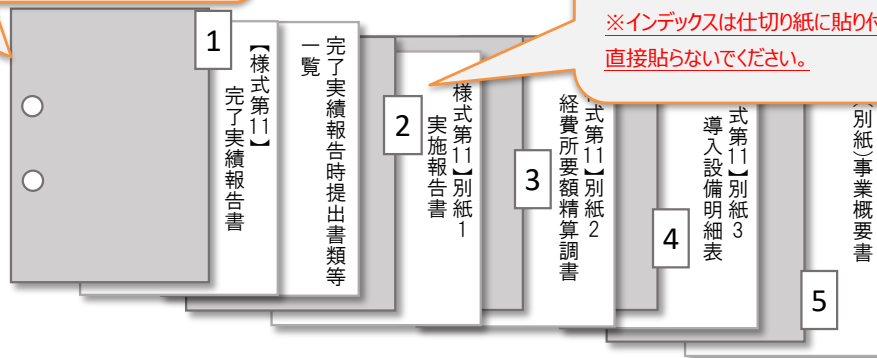 ※インデックスは仕切り紙に貼り付
直接貼らないでください。
1
【様式第11】
完了実績報告書
完了実績報告時提出書類等
一覧
2
様式第11】別紙1
実施報告書
3
式第11】別紙2
経費所要額精算調書
4
式第11】別紙3
導入設備明細表
5
別紙)事業概要書